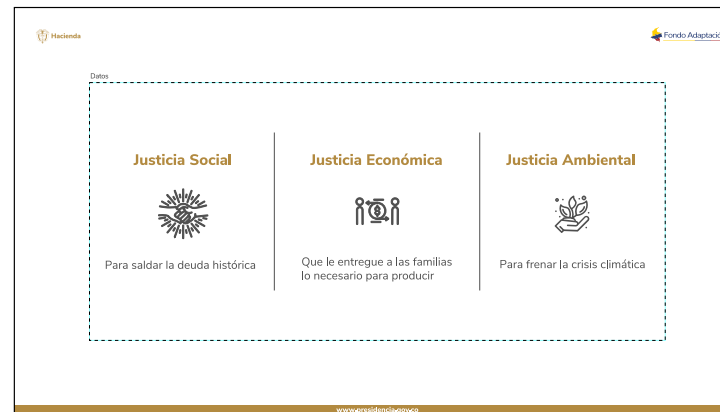 Hacienda
Fondo Adaptació
Datos
Justicia Social
Justicia Económica
Justicia Ambiental
Para saldar la deuda histórica
Que le entregue a las familias
lo necesario para producir
Para frenar la crisis climática
www.presidencia.gov.co